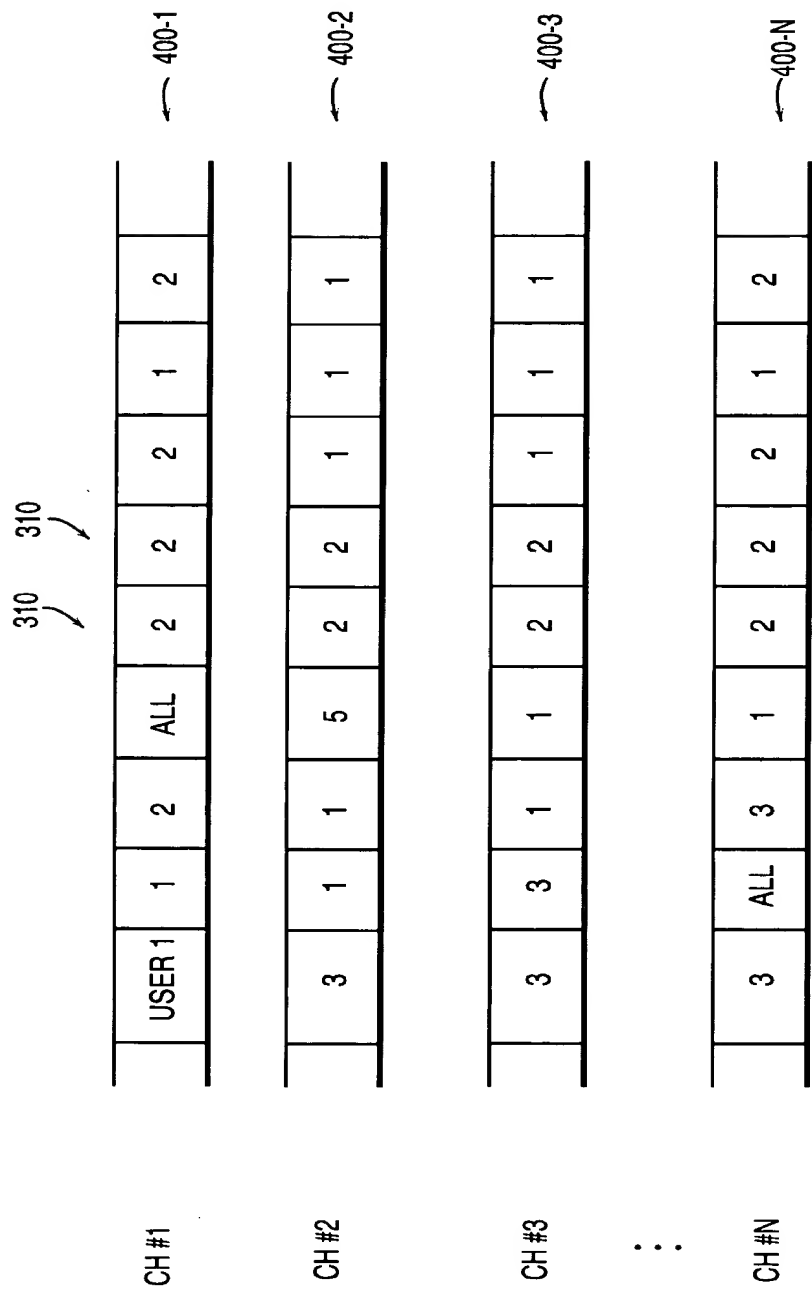 310 310
CH #1 USER 1 1 2 ALL 2 2 2 1 2 400-1
CH #2 3 1 1 5 2 2 1 1 1 400-2
CH #3 3 3 1 1 2 2 1 1 1 400-3
CH #N 3 ALL 3 1 2 2 2 1 2 400-N